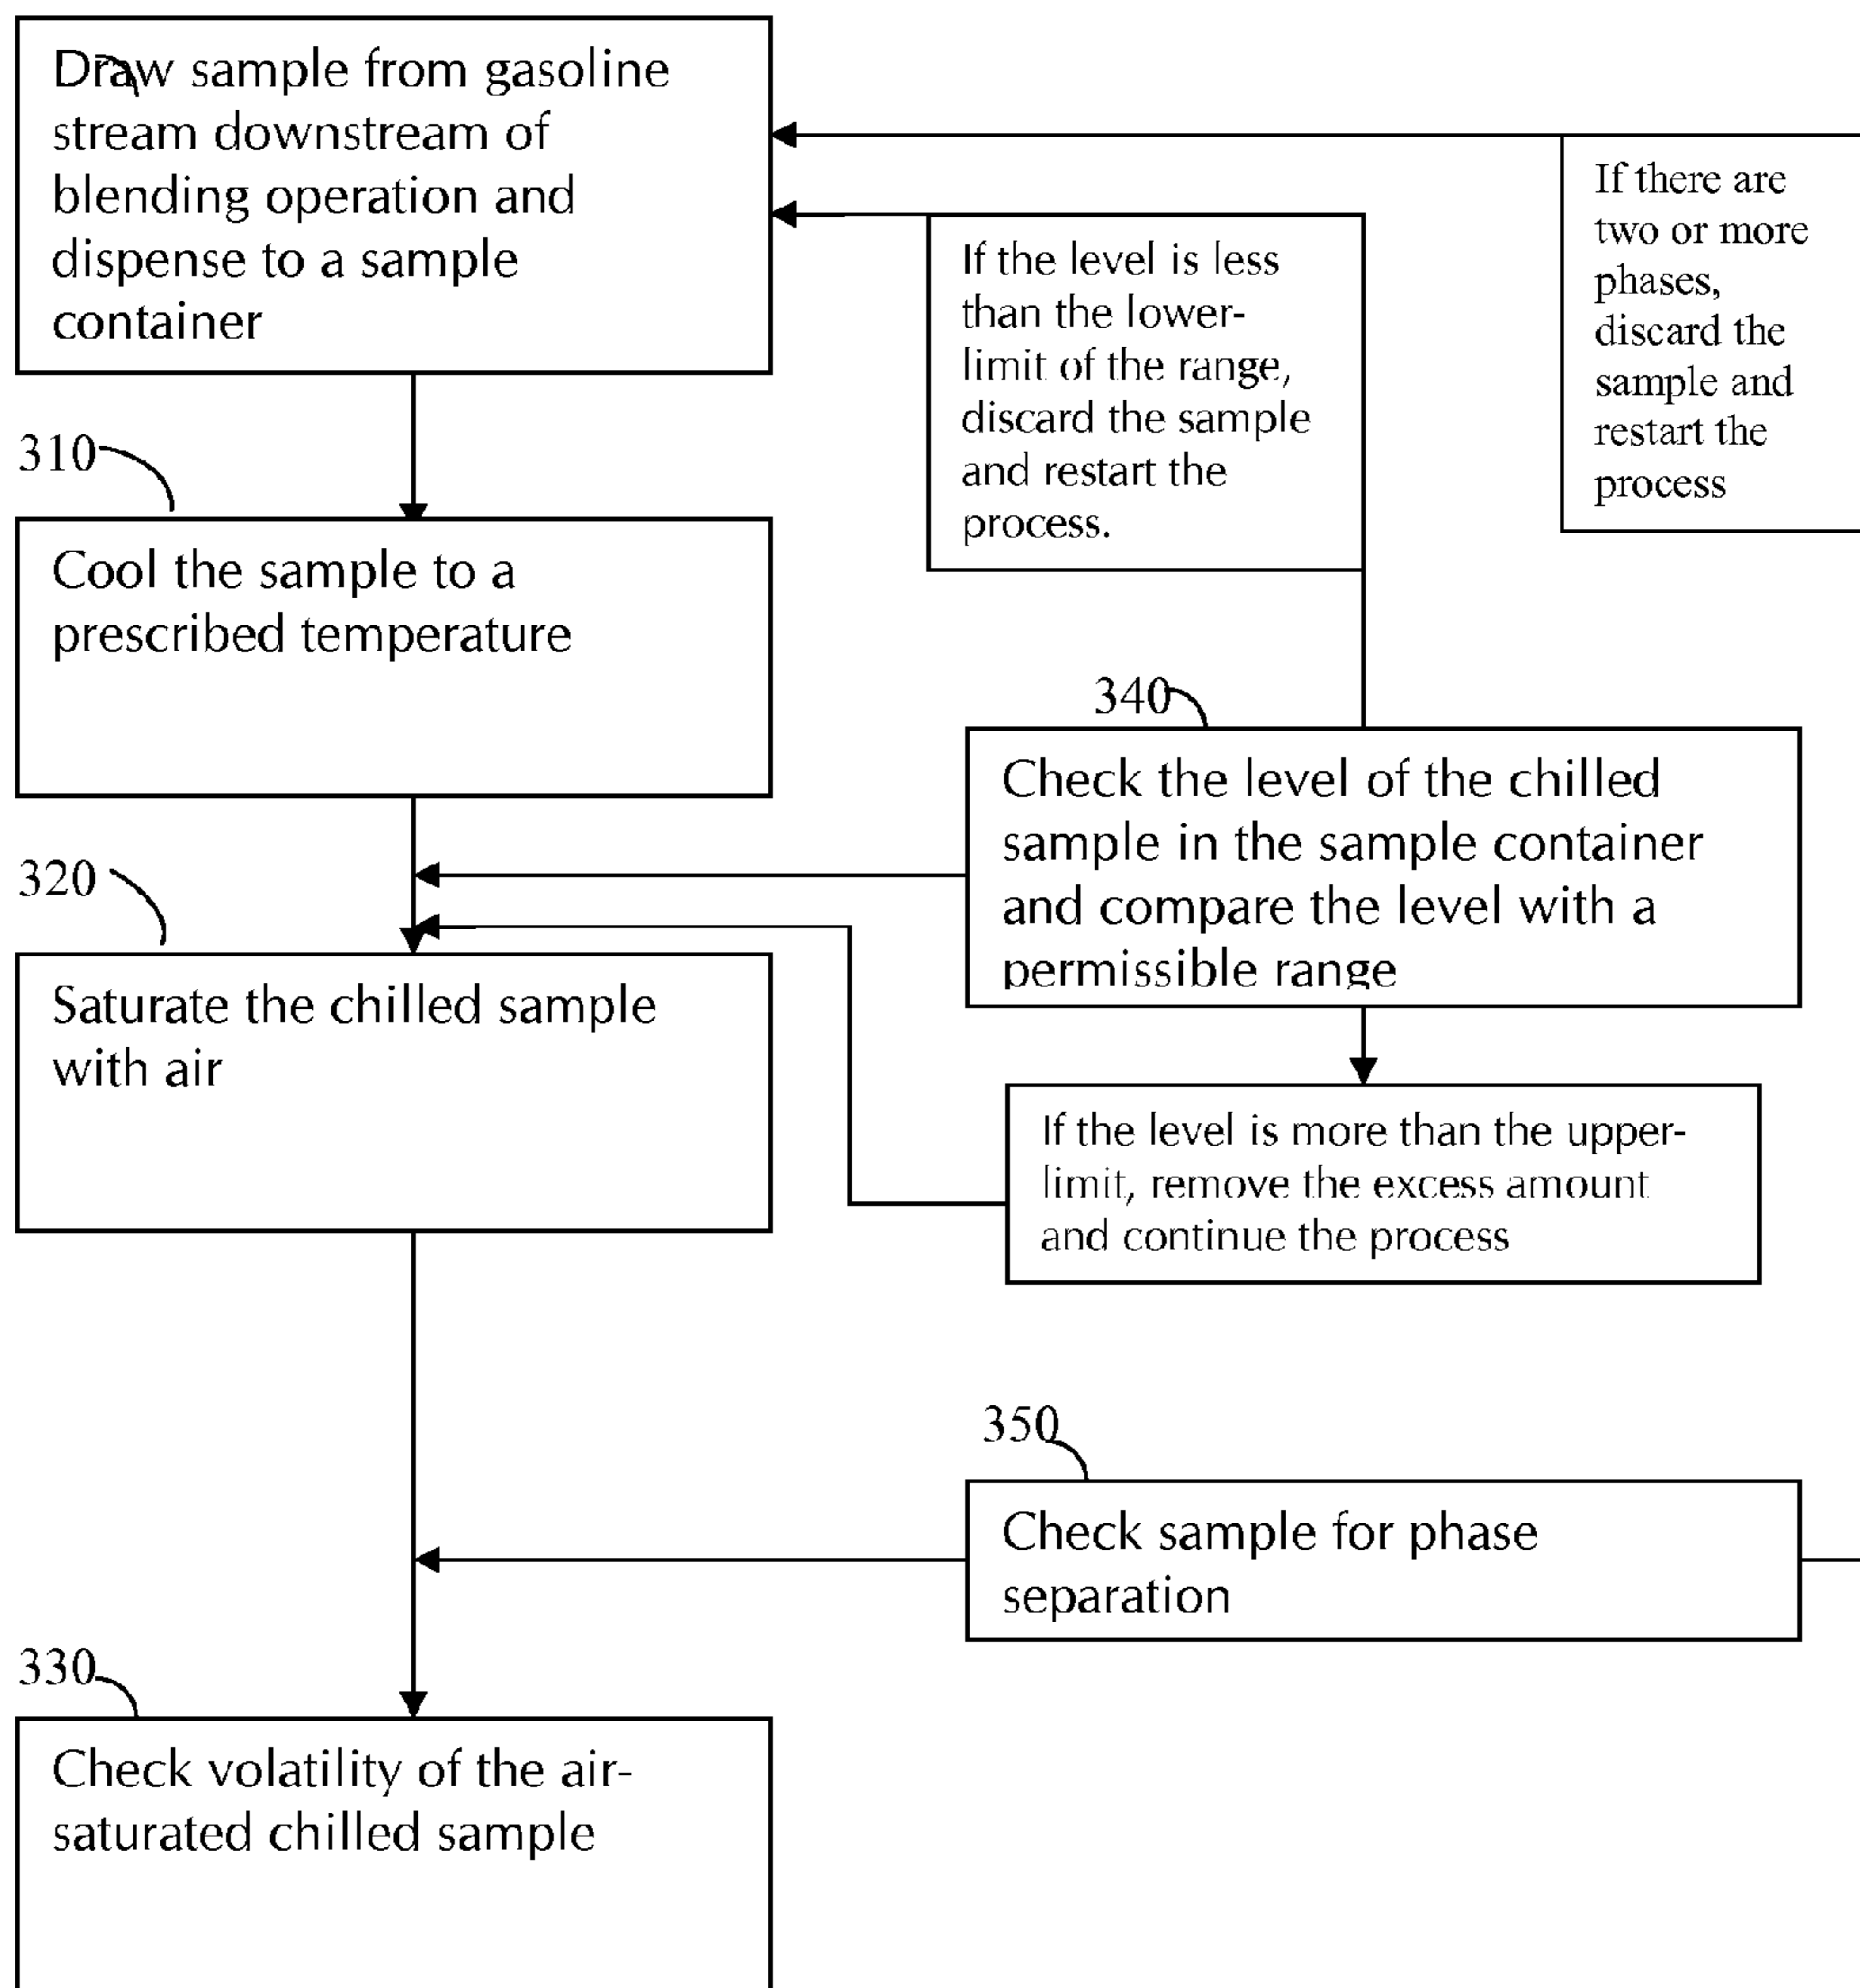 Draw sample from gasoline
stream downstream of
blending operation and
dispense to a sample
container
If there are
two or more
phases,
discard the
sample and
restart the
process
If the level is less
than the lower-
limit of the range,
discard the sample
and restart the
process.
310
Cool the sample to a
prescribed temperature
340
Check the level of the chilled
sample in the sample container
and compare the level with a
permissible range
320
Saturate the chilled sample
with air
If the level is more than the upper-
limit, remove the excess amount
and continue the process
350
Check sample for phase
separation
330
Check volatility of the air-
saturated chilled sample